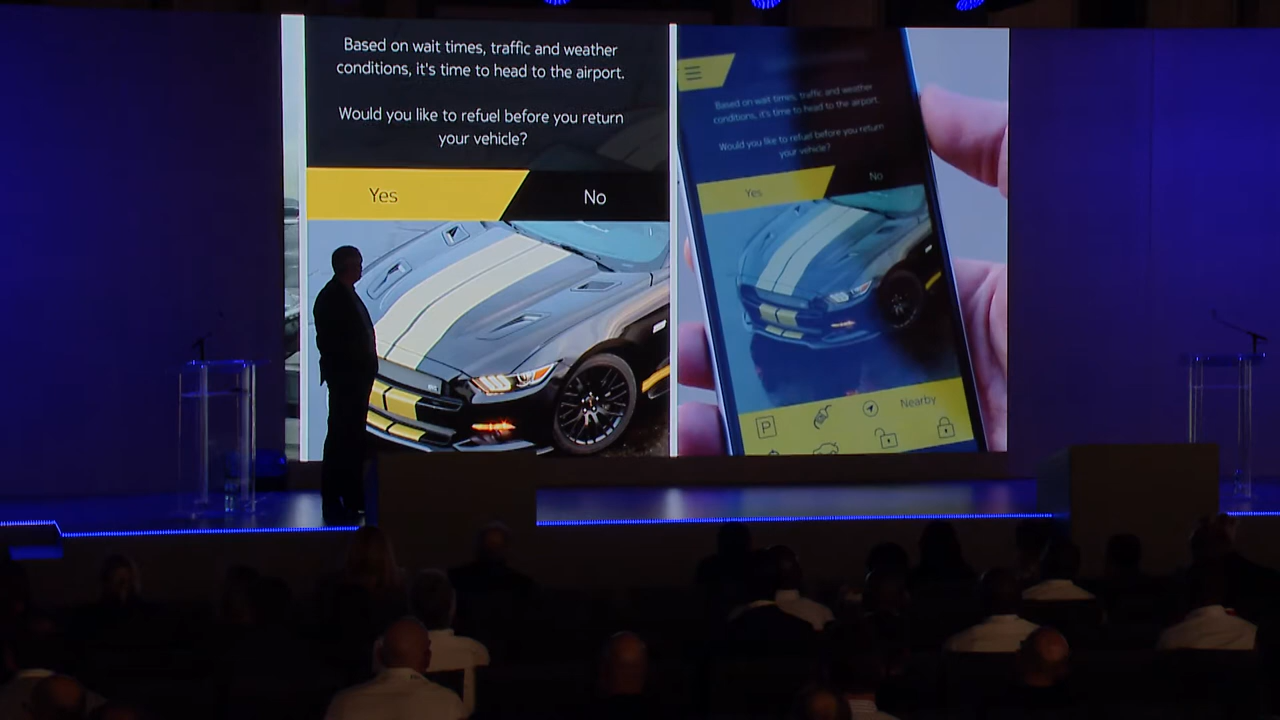 Based on wait times, traffic and weather
conditions, it's time to head to the airport.
Would you like to refuel before you return
your vehicle?
Yes
No
Based on wait times, traffic and weather
conditions, it's time to head to the airport.
Would you like to refuel before you return
your vehicle?
Yes
No
P
Nearby